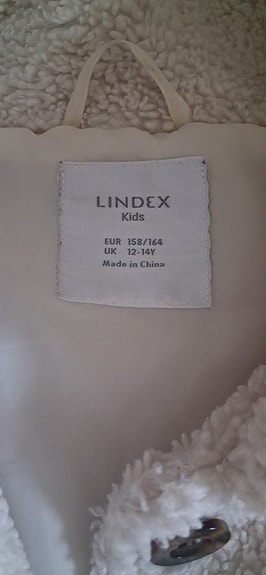 LINDEX
Kids
EUR 158/164
UK 12-14Y
Made in China